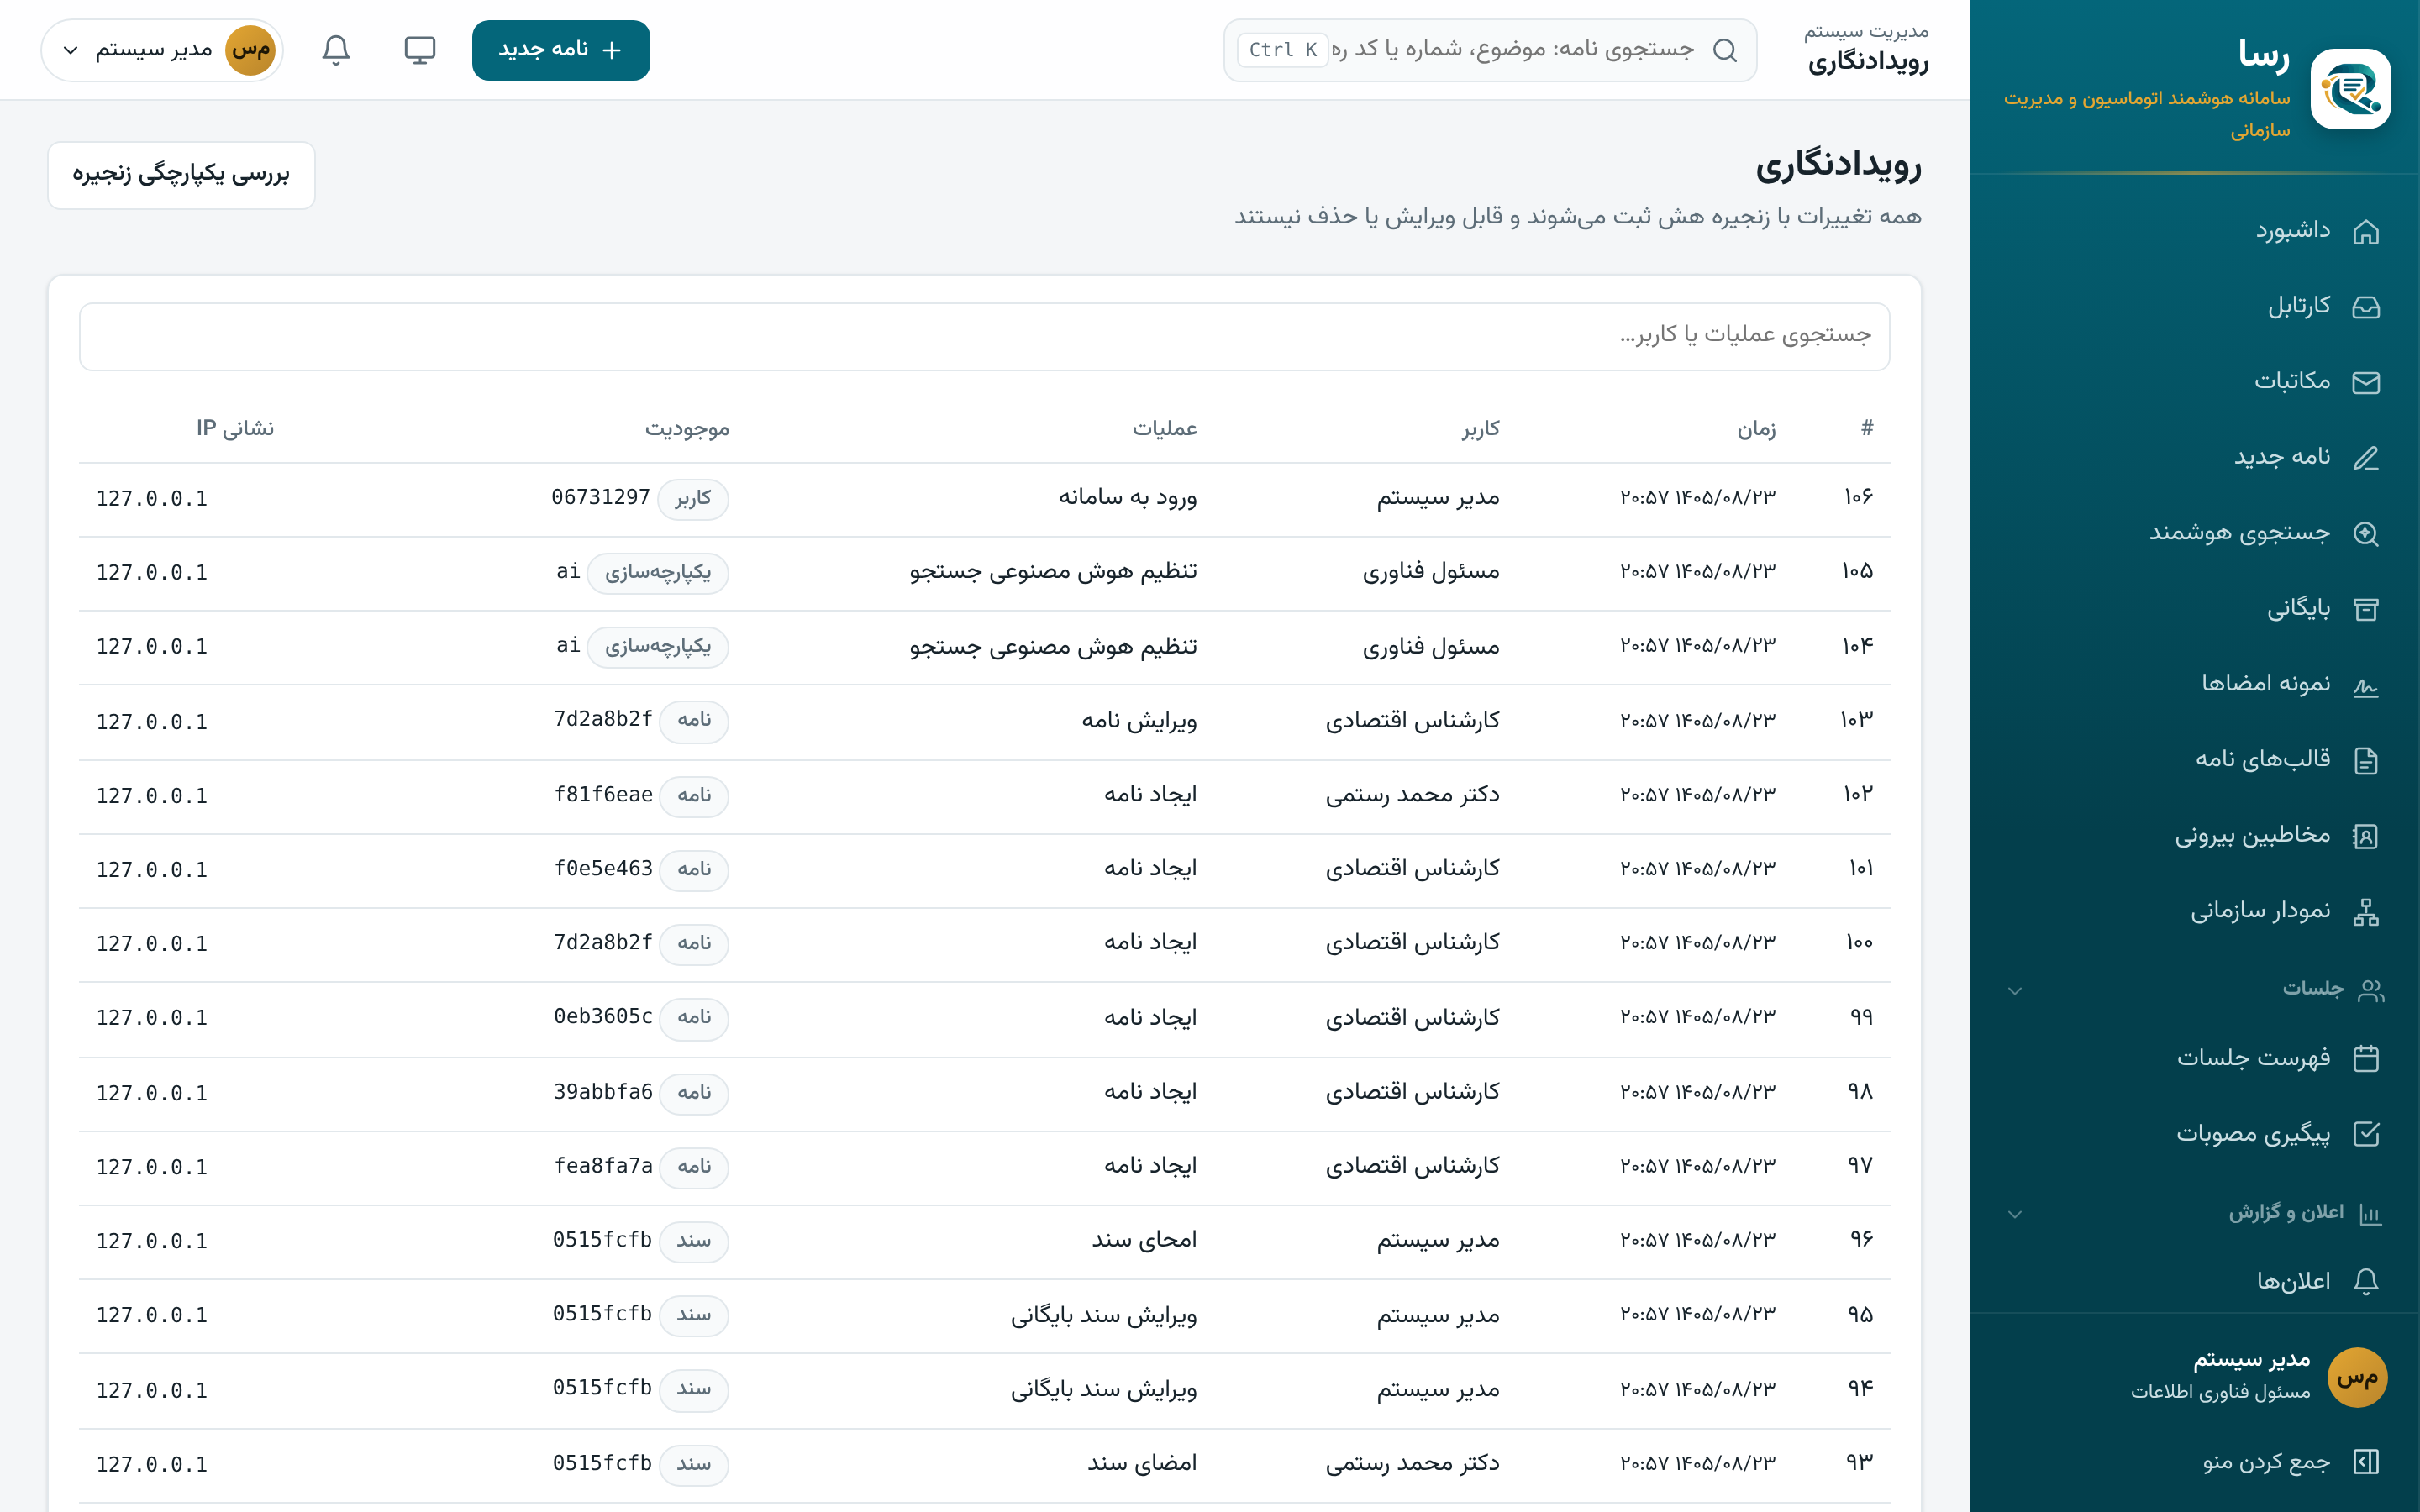 رسا
سامانه هوشمند اتوماسیون و مدیریت
سازمانی
داشبورد
کارتابل
مکاتبات
نامه جدید
جستجوی هوشمند
بایگانی
نمونه امضاها
قالب‌های نامه
مخاطبین بیرونی
نمودار سازمانی
جلسات
فهرست جلسات
پیگیری مصوبات
اعلان و گزارش
اعلان‌ها
م‌س
مدیر سیستم
مسئول فناوری اطلاعات
جمع کردن منو
مدیریت سیستم
رویدادنگاری
جستجوی نامه: موضوع، شماره یا کد ره Ctrl K
نامه جدید
م‌س مدیر سیستم
رویدادنگاری
همه تغییرات با زنجیره هش ثبت می‌شوند و قابل ویرایش یا حذف نیستند
بررسی یکپارچگی زنجیره
جستجوی عملیات یا کاربر...
# زمان کاربر عملیات موجودیت نشانی IP
۱۰۶ ۱۴۰۵/۰۸/۲۳ ۲۰:۵۷ مدیر سیستم ورود به سامانه کاربر 06731297 127.0.0.1
۱۰۵ ۱۴۰۵/۰۸/۲۳ ۲۰:۵۷ مسئول فناوری تنظیم هوش مصنوعی جستجو یکپارچه‌سازی ai 127.0.0.1
۱۰۴ ۱۴۰۵/۰۸/۲۳ ۲۰:۵۷ مسئول فناوری تنظیم هوش مصنوعی جستجو یکپارچه‌سازی ai 127.0.0.1
۱۰۳ ۱۴۰۵/۰۸/۲۳ ۲۰:۵۷ کارشناس اقتصادی ویرایش نامه نامه 7d2a8b2f 127.0.0.1
۱۰۲ ۱۴۰۵/۰۸/۲۳ ۲۰:۵۷ دکتر محمد رستمی ایجاد نامه نامه f81f6eae 127.0.0.1
۱۰۱ ۱۴۰۵/۰۸/۲۳ ۲۰:۵۷ کارشناس اقتصادی ایجاد نامه نامه f0e5e463 127.0.0.1
۱۰۰ ۱۴۰۵/۰۸/۲۳ ۲۰:۵۷ کارشناس اقتصادی ایجاد نامه نامه 7d2a8b2f 127.0.0.1
۹۹ ۱۴۰۵/۰۸/۲۳ ۲۰:۵۷ کارشناس اقتصادی ایجاد نامه نامه 0eb3605c 127.0.0.1
۹۸ ۱۴۰۵/۰۸/۲۳ ۲۰:۵۷ کارشناس اقتصادی ایجاد نامه نامه 39abbfa6 127.0.0.1
۹۷ ۱۴۰۵/۰۸/۲۳ ۲۰:۵۷ کارشناس اقتصادی ایجاد نامه نامه fea8fa7a 127.0.0.1
۹۶ ۱۴۰۵/۰۸/۲۳ ۲۰:۵۷ مدیر سیستم امحای سند سند 0515fcfb 127.0.0.1
۹۵ ۱۴۰۵/۰۸/۲۳ ۲۰:۵۷ مدیر سیستم ویرایش سند بایگانی سند 0515fcfb 127.0.0.1
۹۴ ۱۴۰۵/۰۸/۲۳ ۲۰:۵۷ مدیر سیستم ویرایش سند بایگانی سند 0515fcfb 127.0.0.1
۹۳ ۱۴۰۵/۰۸/۲۳ ۲۰:۵۷ دکتر محمد رستمی امضای سند سند 0515fcfb 127.0.0.1